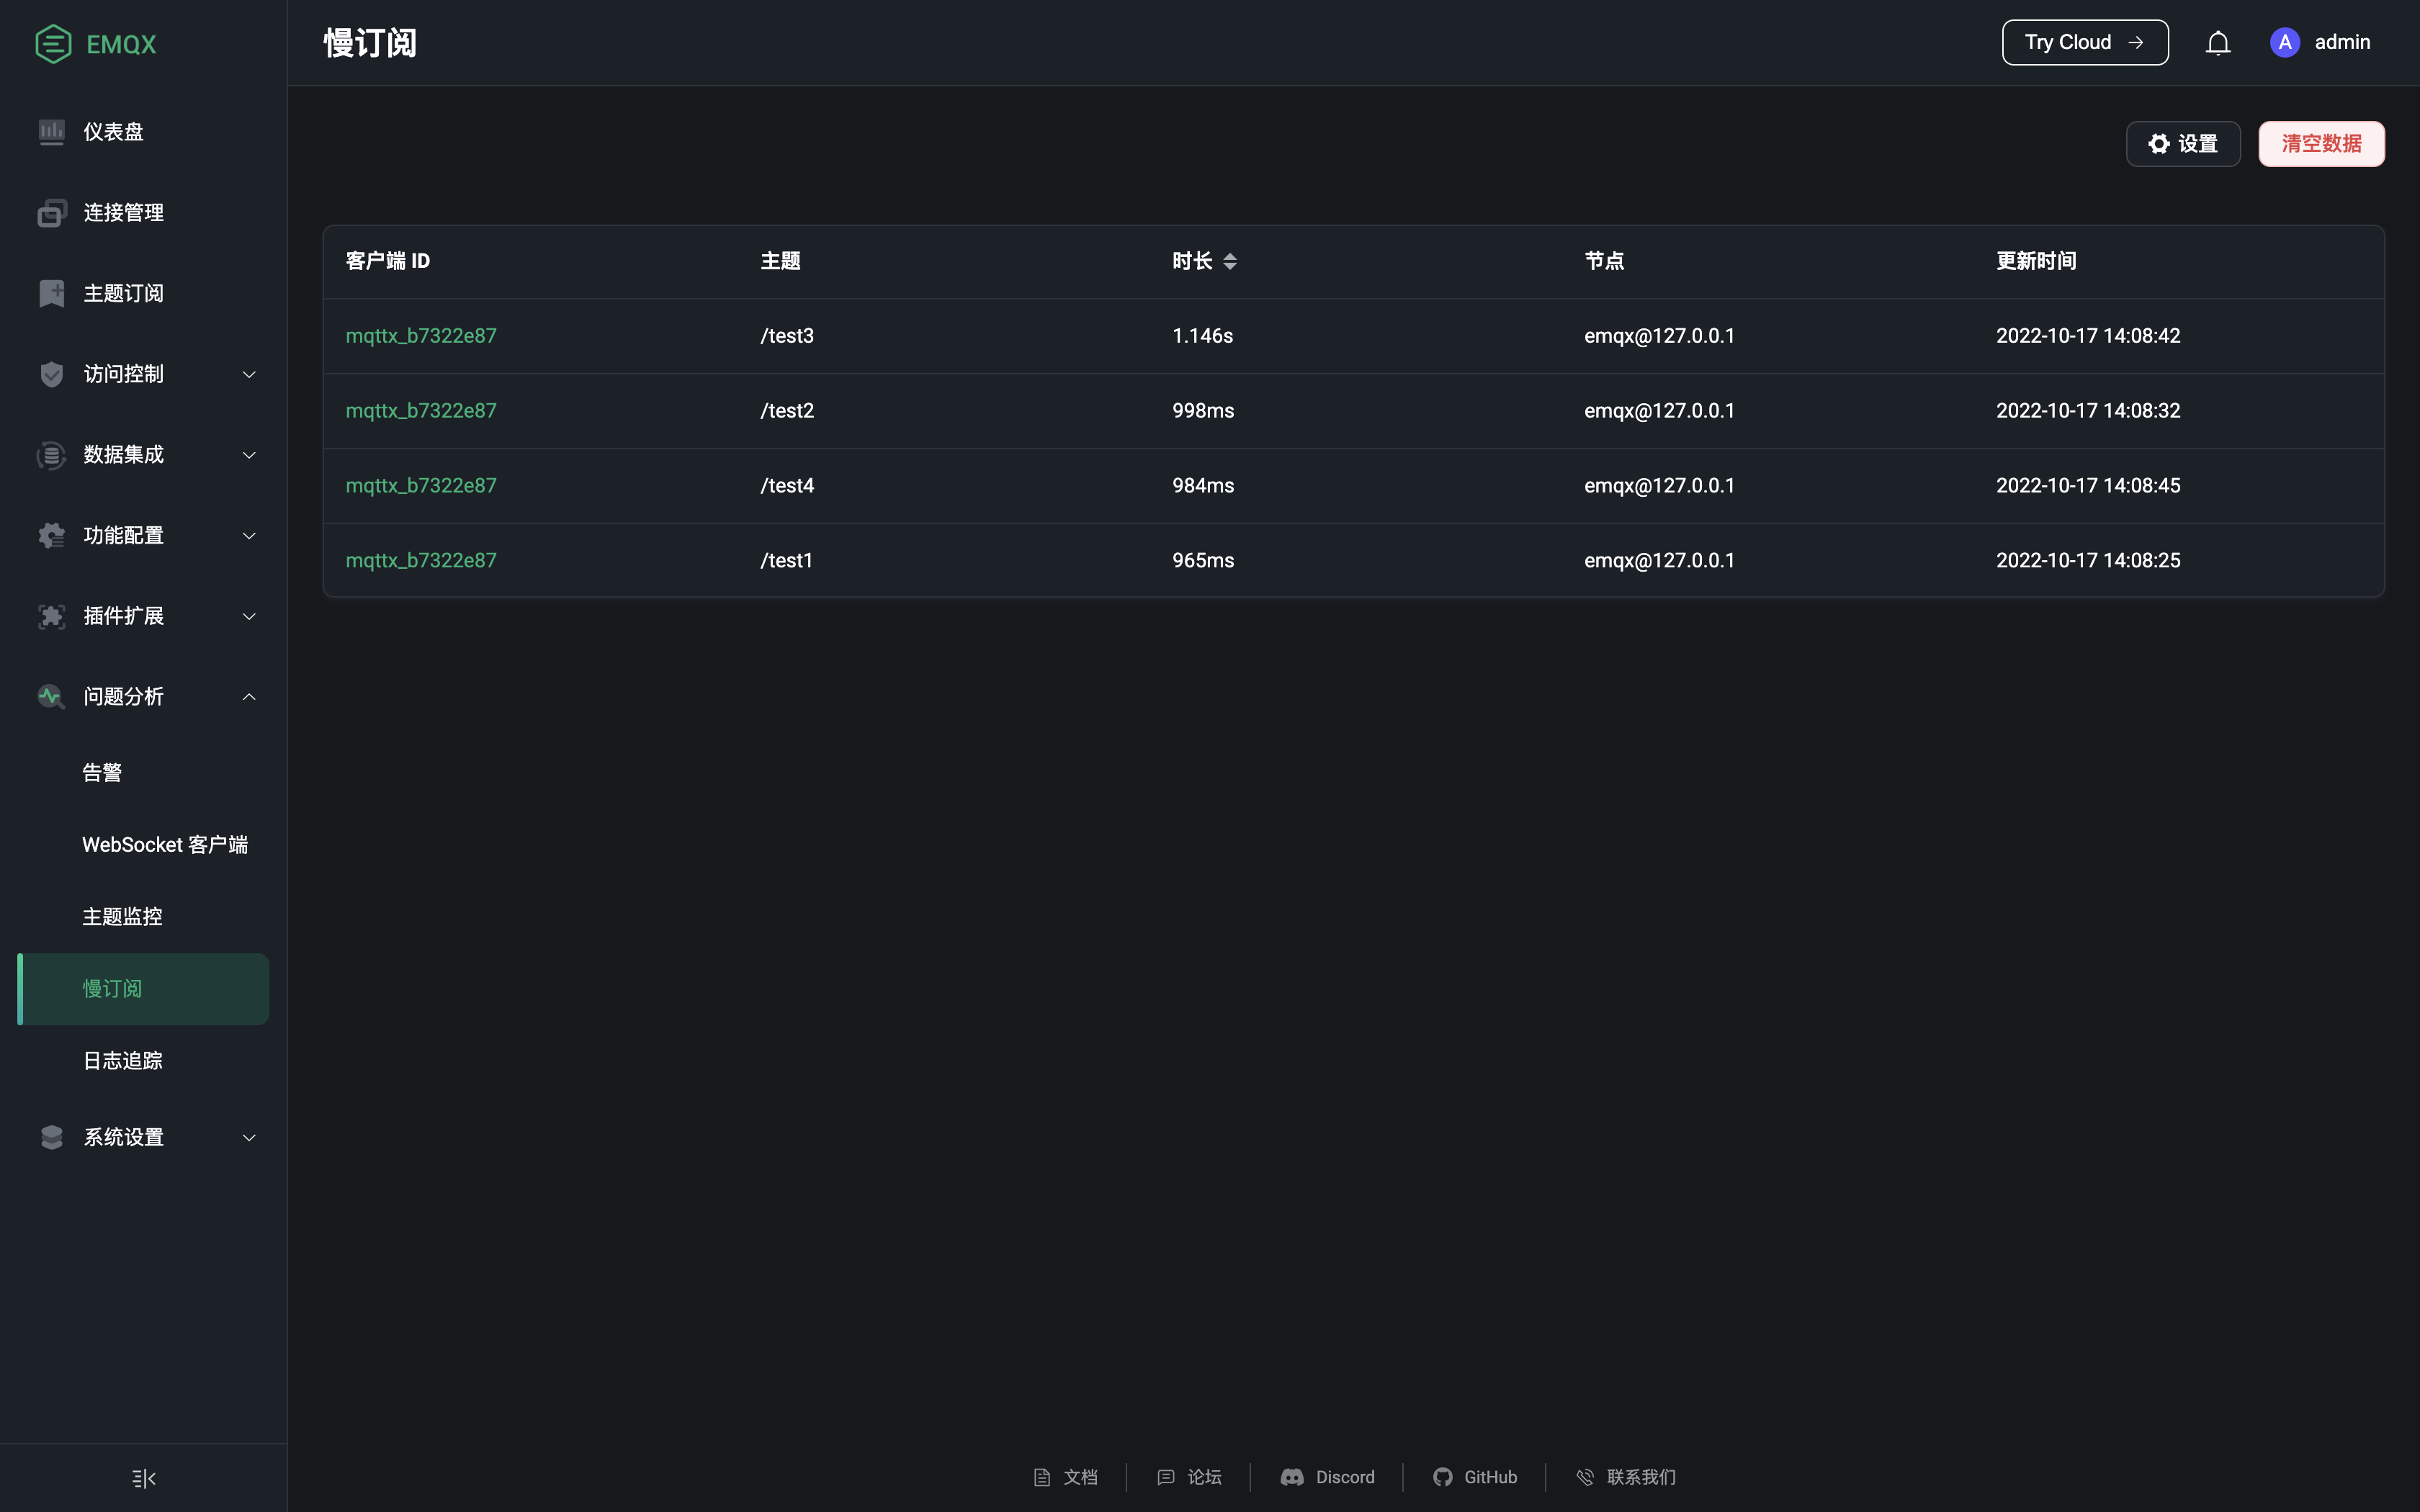 EMQX
慢订阅
Try Cloud
A
admin
仪表盘
连接管理
主题订阅
访问控制
数据集成
功能配置
插件扩展
问题分析
告警
WebSocket 客户端
主题监控
慢订阅
日志追踪
系统设置
设置
清空数据
客户端 ID 主题 时长 节点 更新时间
mqttx_b7322e87 /test3 1.146s emqx@127.0.0.1 2022-10-17 14:08:42
mqttx_b7322e87 /test2 998ms emqx@127.0.0.1 2022-10-17 14:08:32
mqttx_b7322e87 /test4 984ms emqx@127.0.0.1 2022-10-17 14:08:45
mqttx_b7322e87 /test1 965ms emqx@127.0.0.1 2022-10-17 14:08:25
文档 论坛 Discord GitHub 联系我们